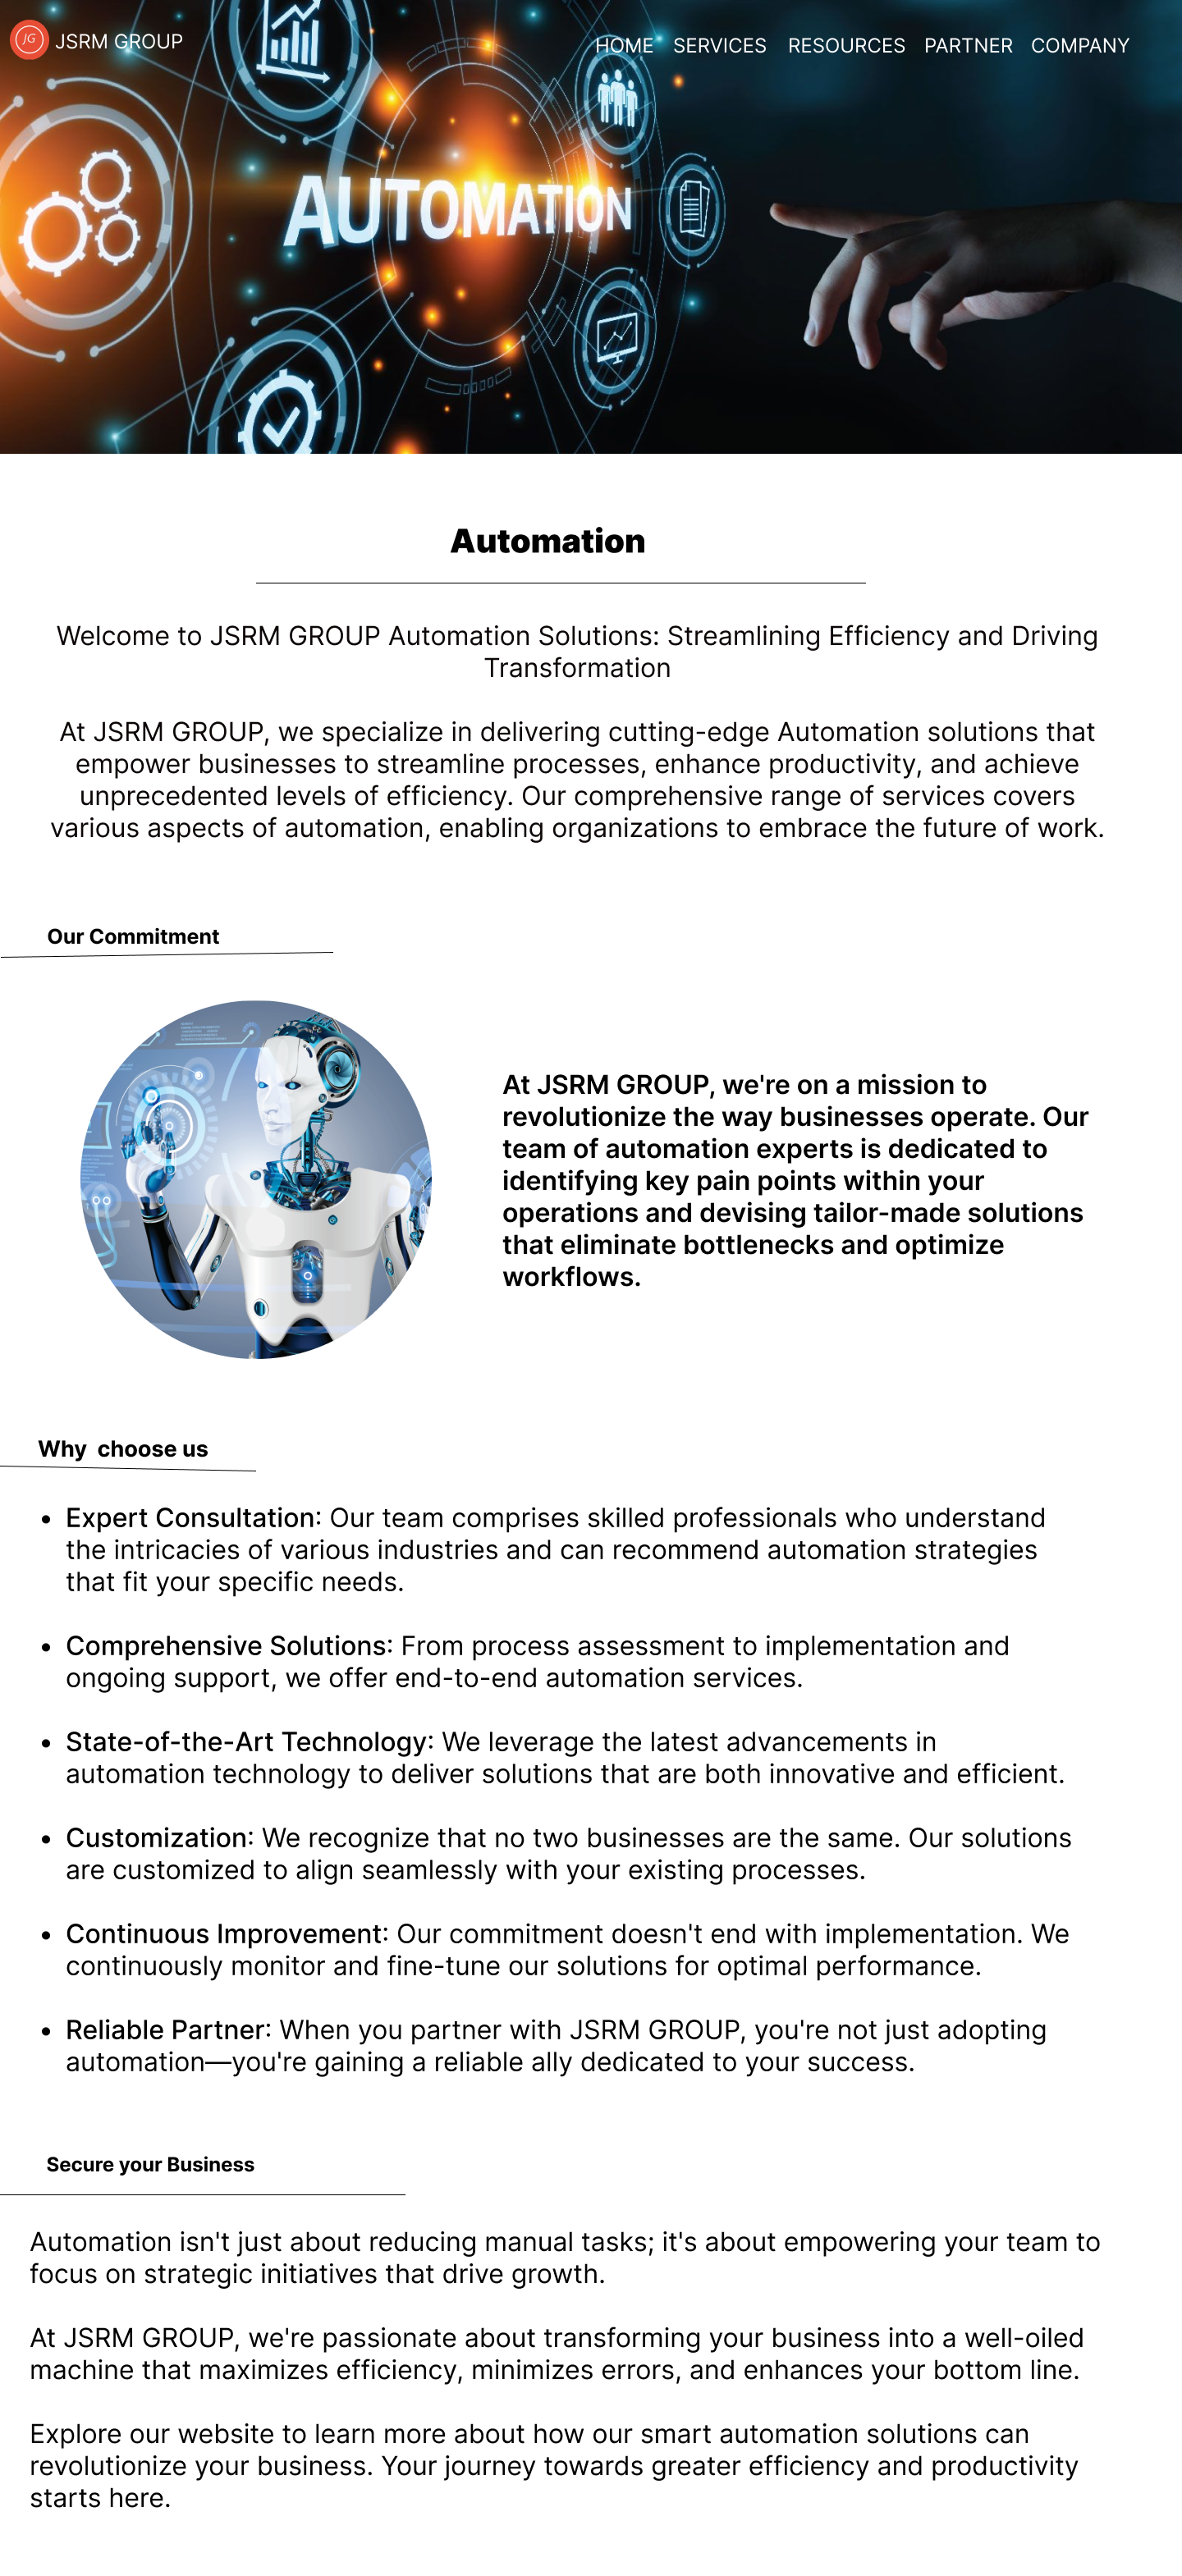 JG JSRM GROUP
HOME SERVICES RESOURCES PARTNER COMPANY
AUTOMATION
Automation
Welcome to JSRM GROUP Automation Solutions: Streamlining Efficiency and Driving
Transformation
At JSRM GROUP, we specialize in delivering cutting-edge Automation solutions that
empower businesses to streamline processes, enhance productivity, and achieve
unprecedented levels of efficiency. Our comprehensive range of services covers
various aspects of automation, enabling organizations to embrace the future of work.
Our Commitment
At JSRM GROUP, we're on a mission to
revolutionize the way businesses operate. Our
team of automation experts is dedicated to
identifying key pain points within your
operations and devising tailor-made solutions
that eliminate bottlenecks and optimize
workflows.
Why choose us
• Expert Consultation: Our team comprises skilled professionals who understand
the intricacies of various industries and can recommend automation strategies
that fit your specific needs.
• Comprehensive Solutions: From process assessment to implementation and
ongoing support, we offer end-to-end automation services.
• State-of-the-Art Technology: We leverage the latest advancements in
automation technology to deliver solutions that are both innovative and efficient.
• Customization: We recognize that no two businesses are the same. Our solutions
are customized to align seamlessly with your existing processes.
• Continuous Improvement: Our commitment doesn't end with implementation. We
continuously monitor and fine-tune our solutions for optimal performance.
• Reliable Partner: When you partner with JSRM GROUP, you're not just adopting
automation—you're gaining a reliable ally dedicated to your success.
Secure your Business
Automation isn't just about reducing manual tasks; it's about empowering your team to
focus on strategic initiatives that drive growth.
At JSRM GROUP, we're passionate about transforming your business into a well-oiled
machine that maximizes efficiency, minimizes errors, and enhances your bottom line.
Explore our website to learn more about how our smart automation solutions can
revolutionize your business. Your journey towards greater efficiency and productivity
starts here.